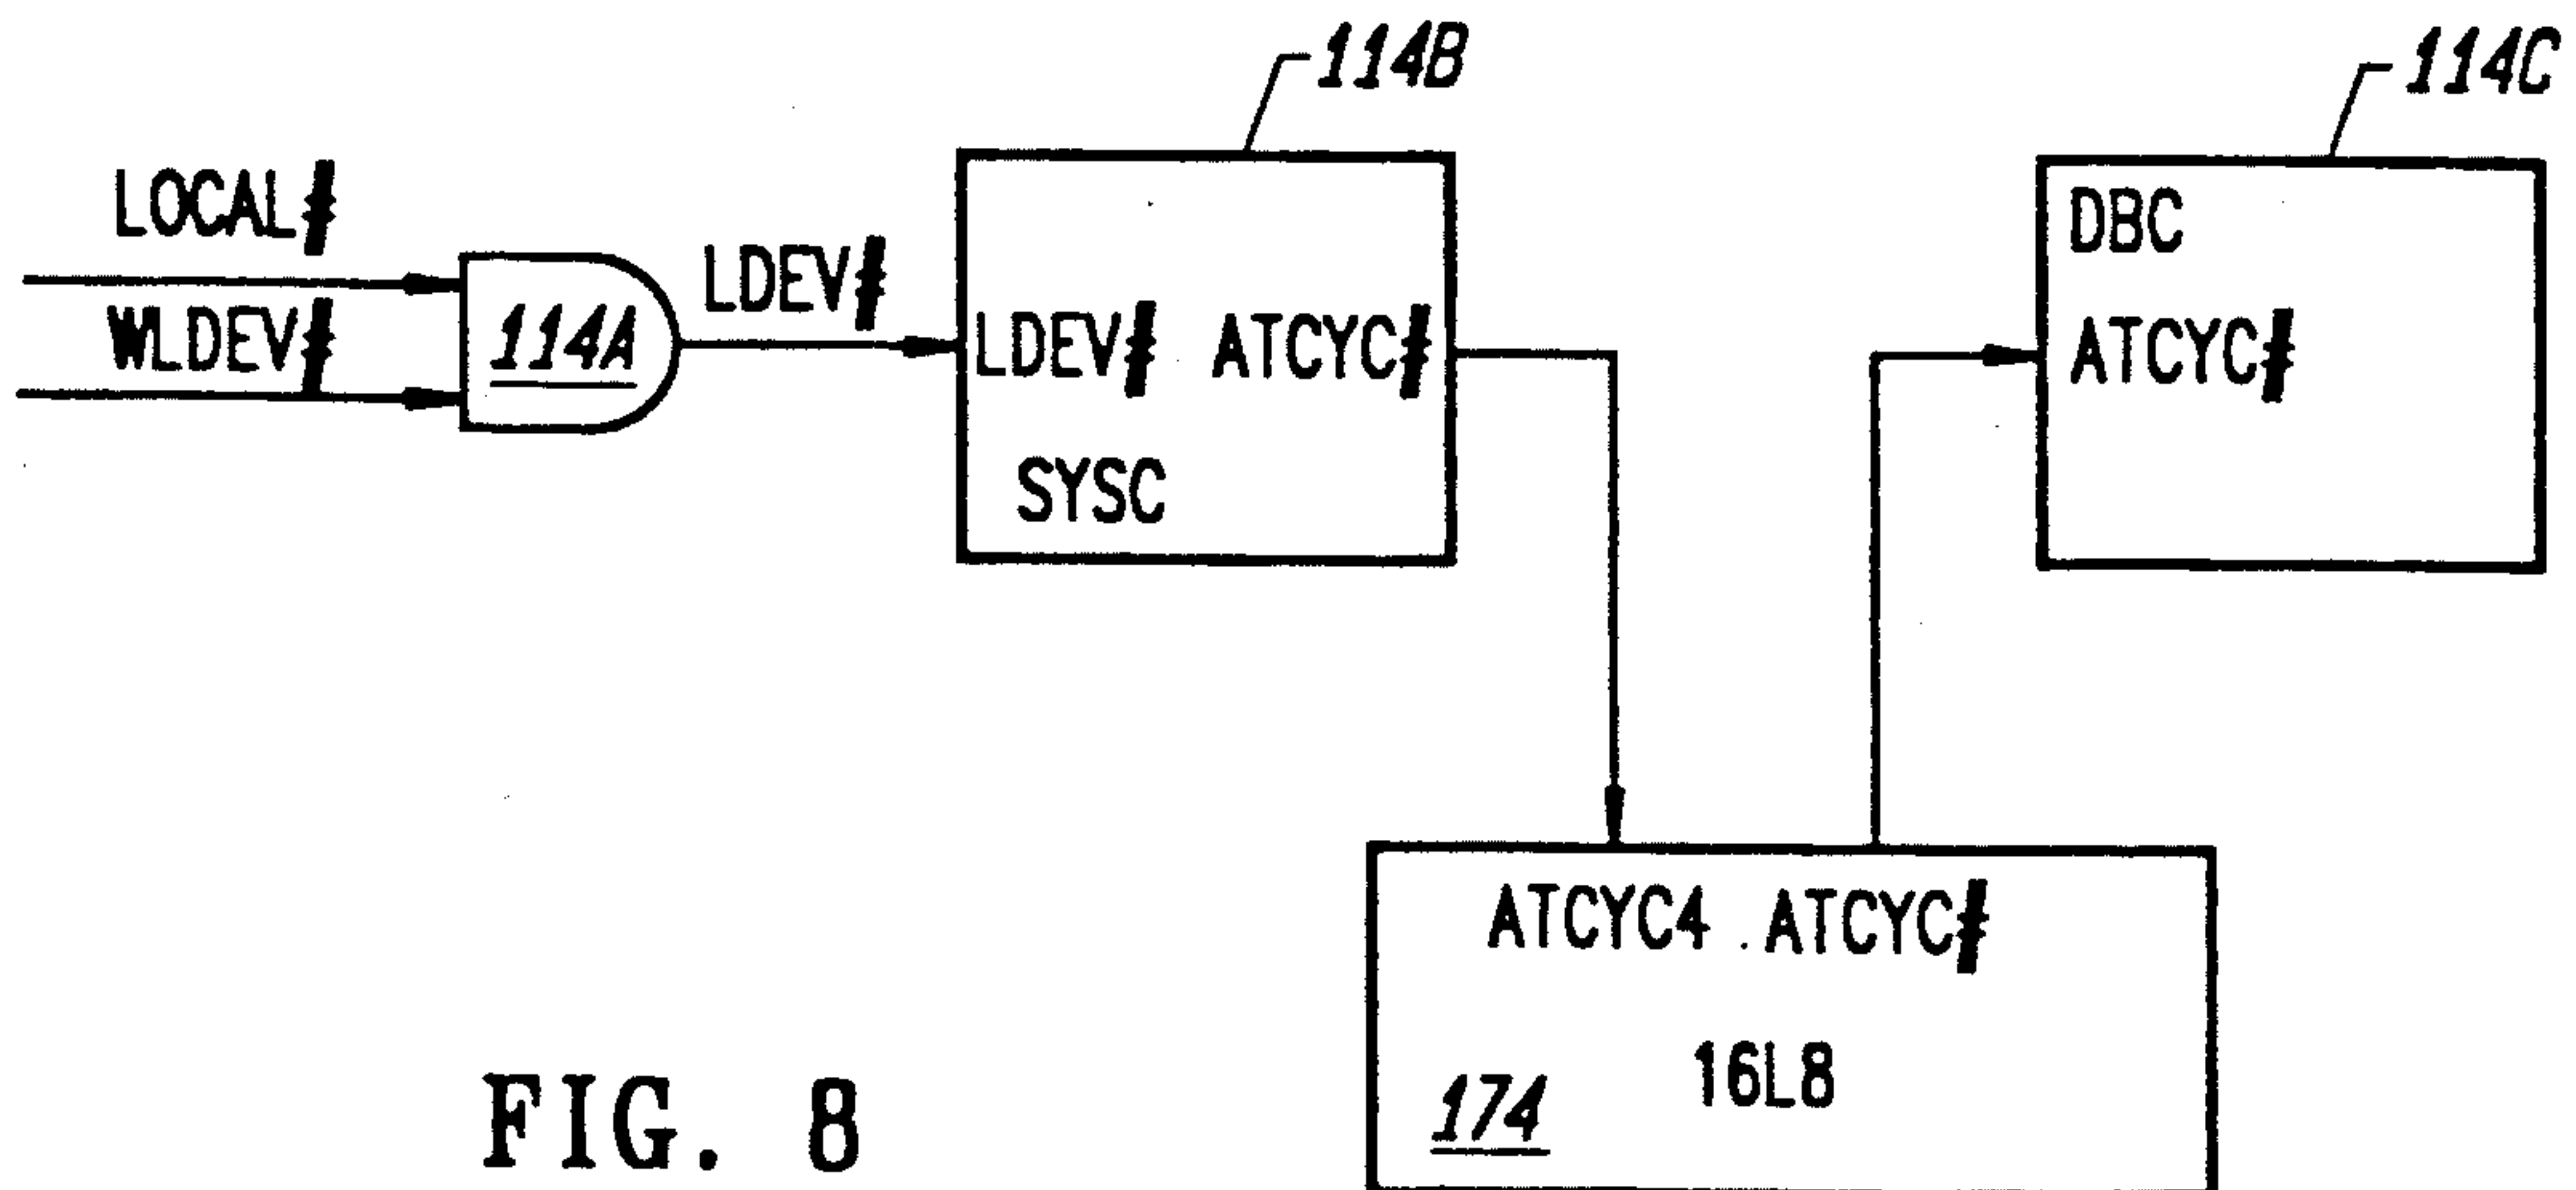 114B
114C
LOCAL#
WLDEV#
114A
LDEV#
LDEV# ATCYC#
SYSC
DBC
ATCYC#
ATCYC4 ATCYC#
16L8
174
FIG. 8